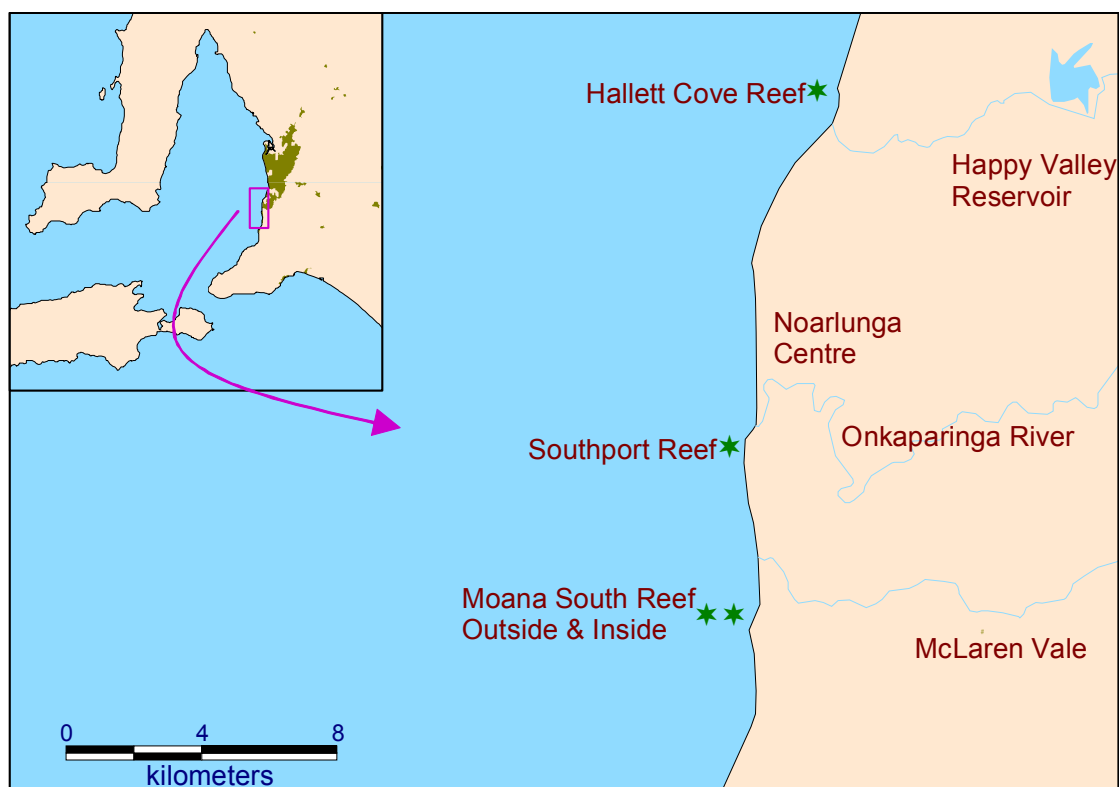 Hallett Cove Reef
Happy Valley
Reservoir
Noarlunga
Centre
Onkaparinga River
Southport Reef
Moana South Reef
Outside & Inside
McLaren Vale
0 4 8
kilometers